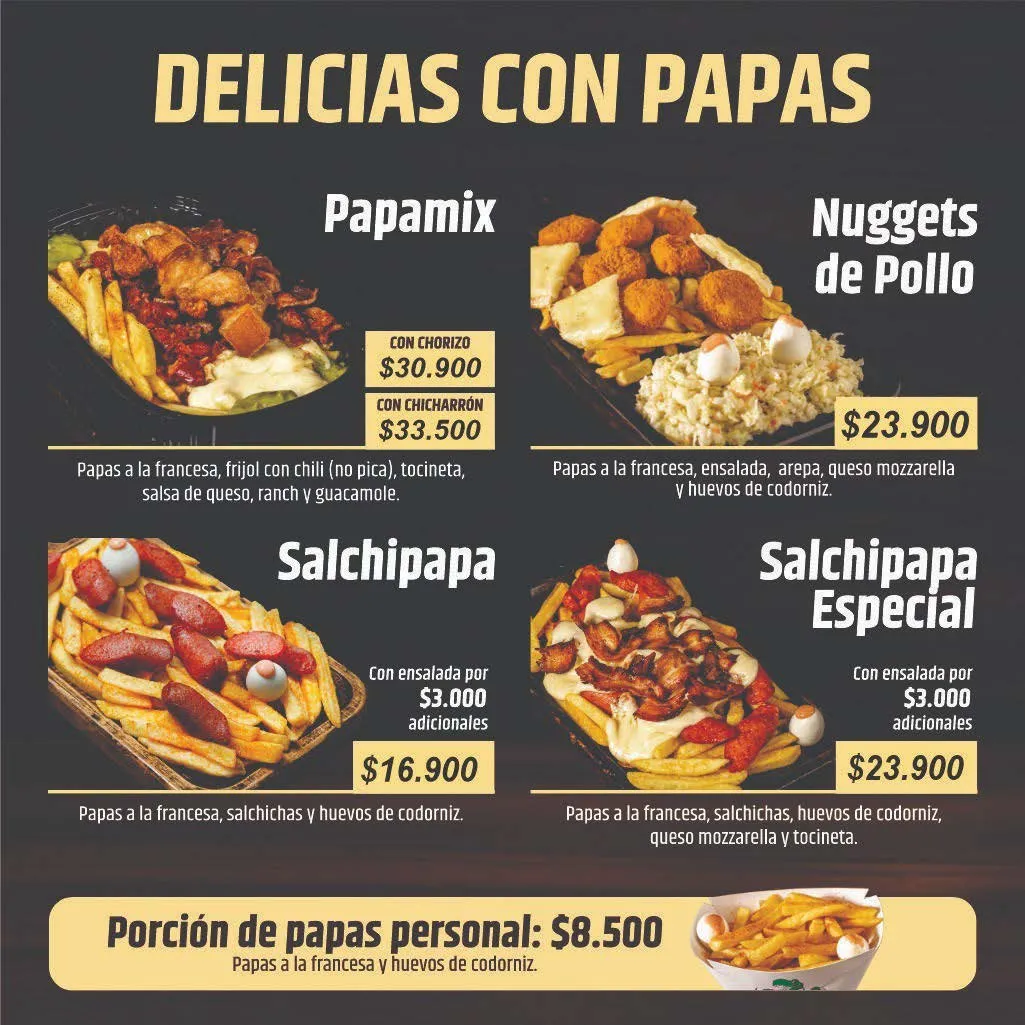 DELICIAS CON PAPAS
Papamix
CON CHORIZO
$30.900
CON CHICHARRÓN
$33.500
Papas a la francesa, frijol con chili (no pica), tocineta,
salsa de queso, ranch y guacamole.
Nuggets
de Pollo
$23.900
Papas a la francesa, ensalada, arepa, queso mozzarella
y huevos de codorniz.
Salchipapa
Con ensalada por
$3.000
adicionales
$16.900
Papas a la francesa, salchichas y huevos de codorniz.
Salchipapa
Especial
Con ensalada por
$3.000
adicionales
$23.900
Papas a la francesa, salchichas, huevos de codorniz,
queso mozzarella y tocineta.
Porción de papas personal: $8.500
Papas a la francesa y huevos de codorniz.